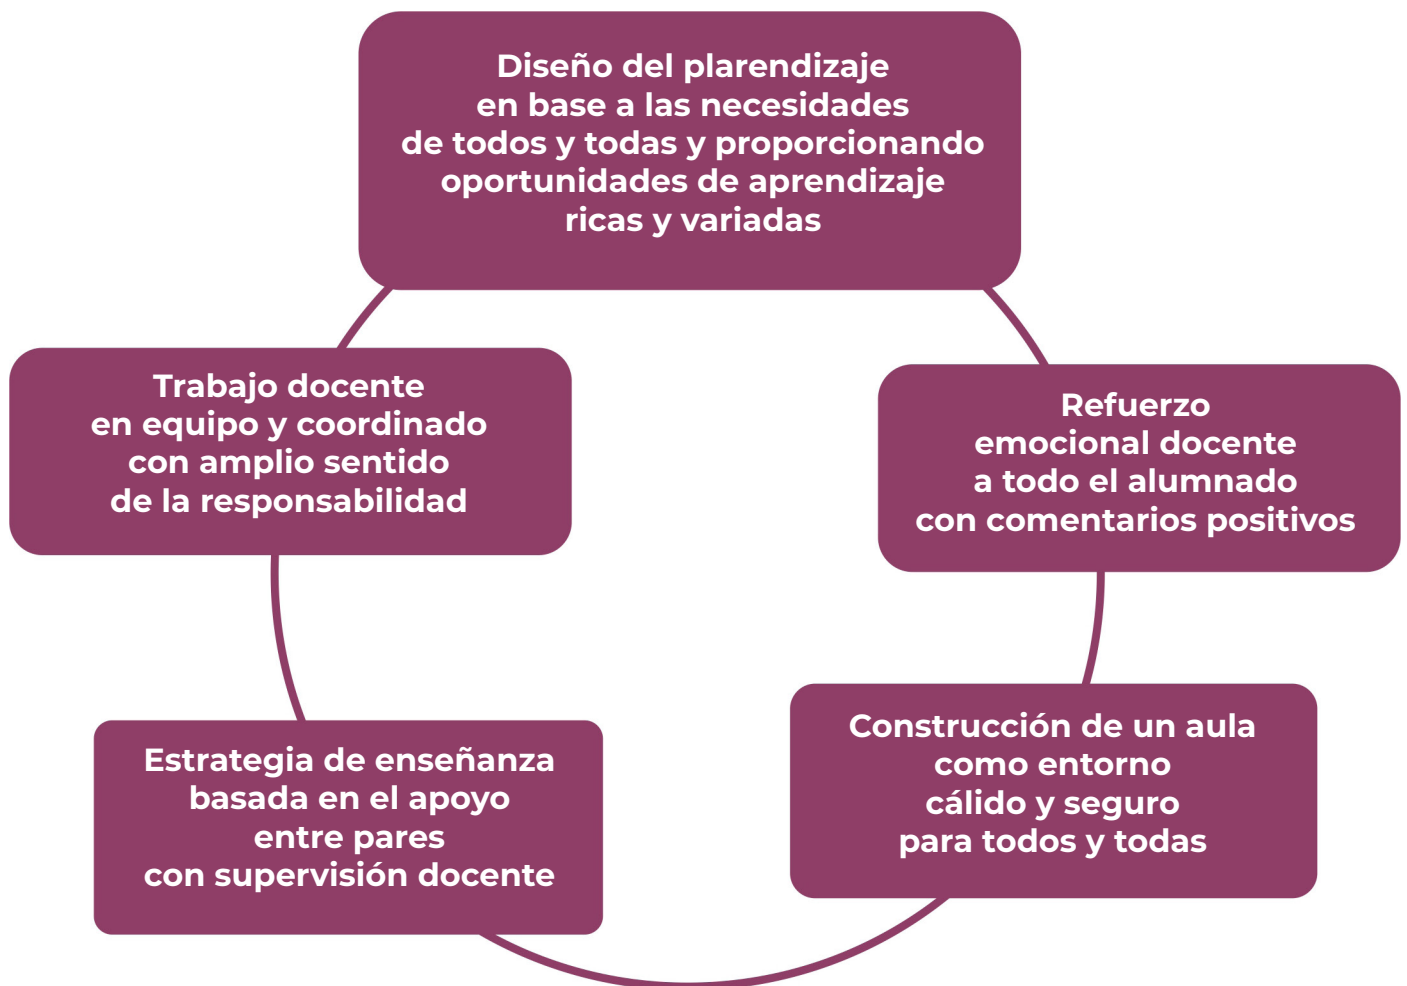 Diseño del plarendizaje
en base a las necesidades
de todos y todas y proporcionando
oportunidades de aprendizaje
ricas y variadas
Trabajo docente
en equipo y coordinado
con amplio sentido
de la responsabilidad
Refuerzo
emocional docente
a todo el alumnado
con comentarios positivos
Estrategia de enseñanza
basada en el apoyo
entre pares
con supervisión docente
Construcción de un aula
como entorno
cálido y seguro
para todos y todas